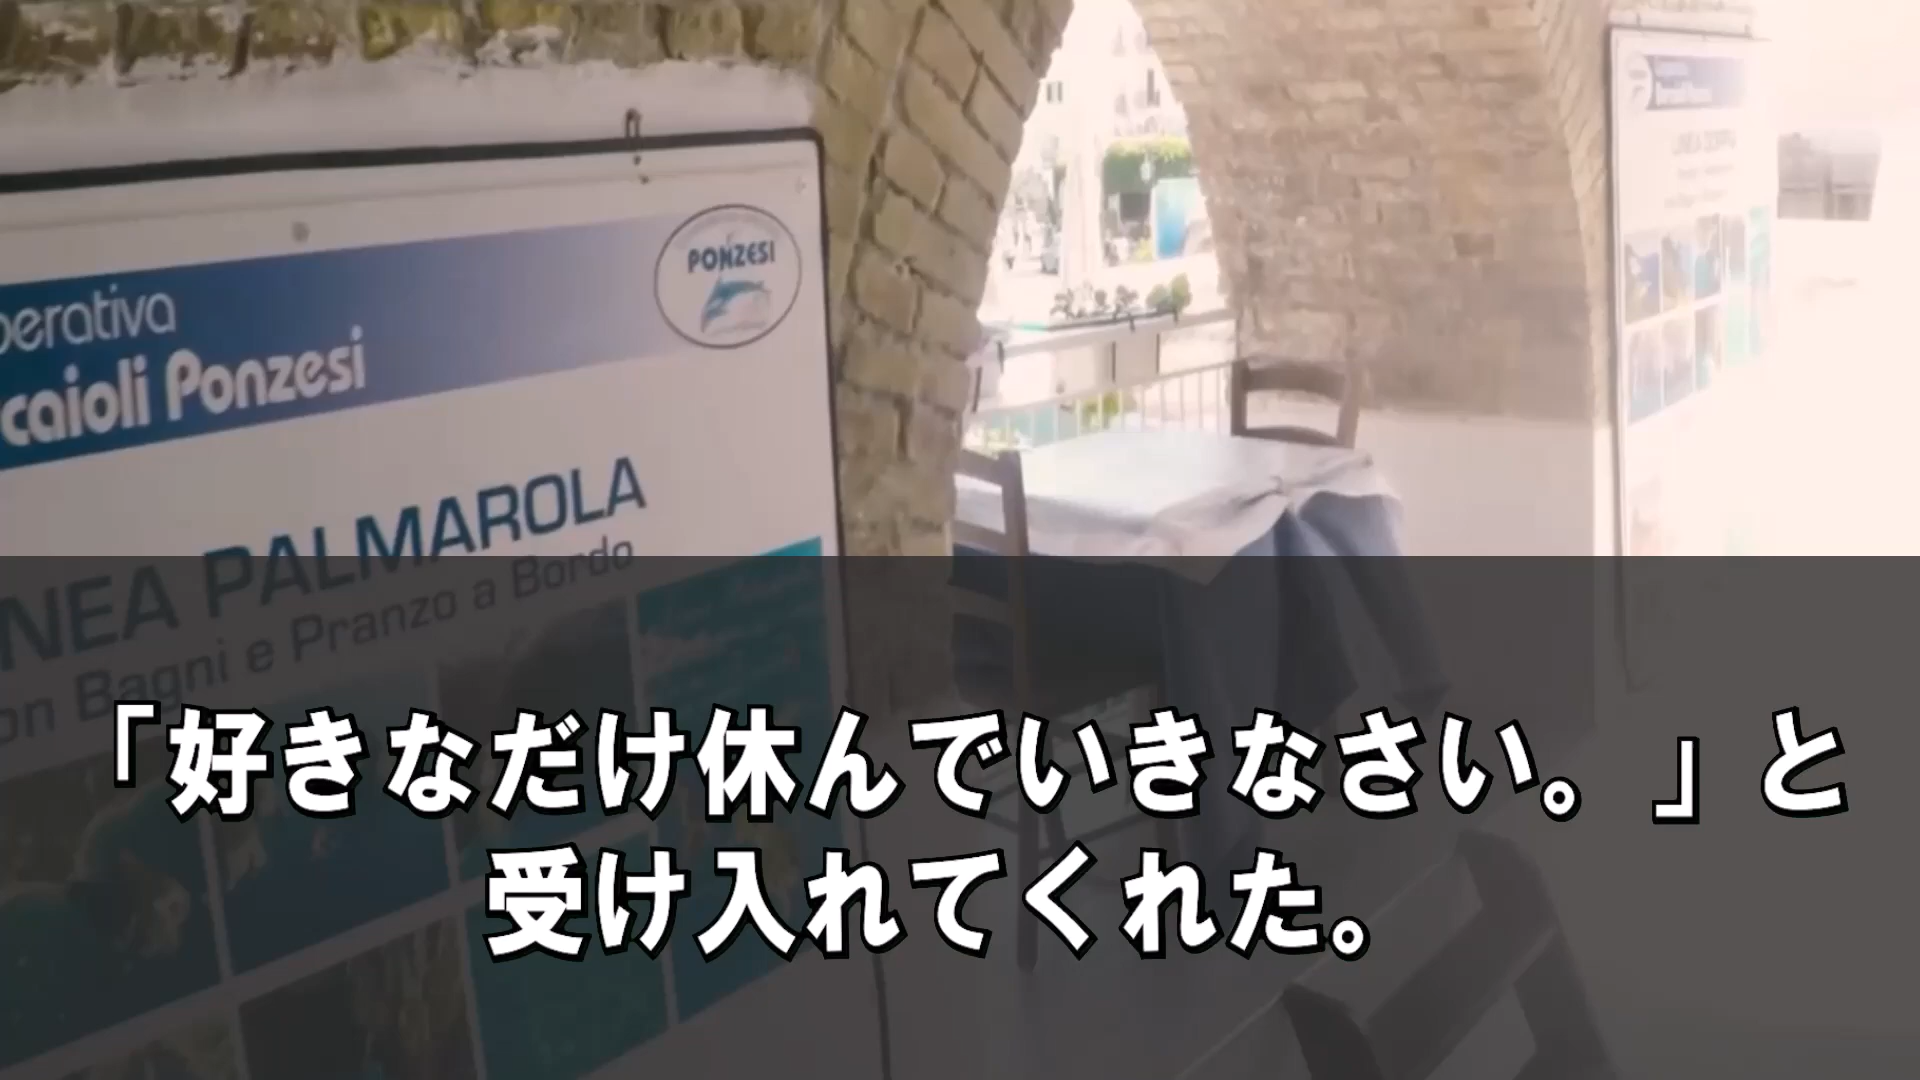 PONZESI
perativa
caioli Ponzesi
NEA PALMAROLA
on Bagni e Pranzo a Bordo
「好きなだけ休んでいきなさい。」と
受け入れてくれた。